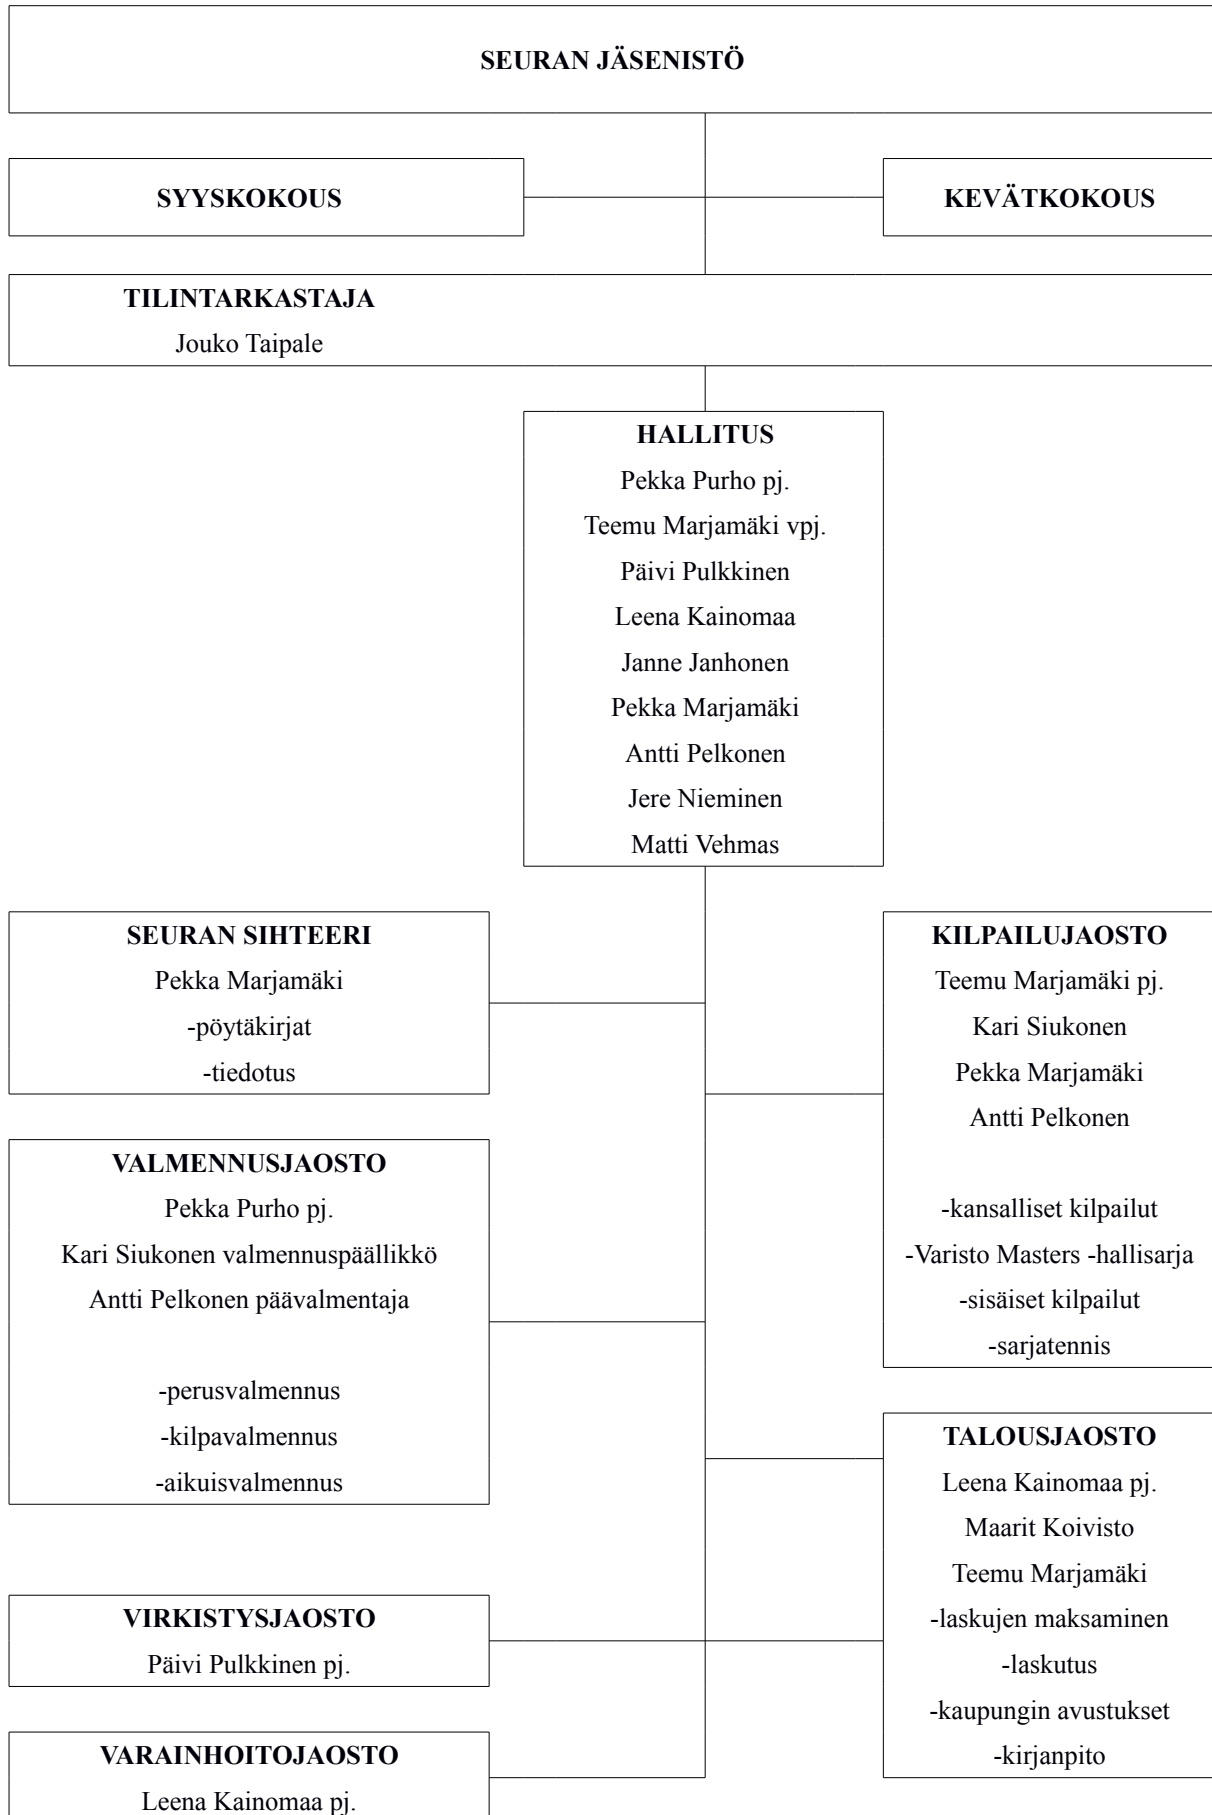 SEURAN JÄSENISTÖ
SYYSKOKOUS
KEVÄTKOKOUS
TILINTARKASTAJA
Jouko Taipale
HALLITUS
Pekka Purho pj.
Teemu Marjamäki vpj.
Päivi Pulkkinen
Leena Kainomaa
Janne Janhonen
Pekka Marjamäki
Antti Pelkonen
Jere Nieminen
Matti Vehmas
SEURAN SIHTEERI
Pekka Marjamäki
-pöytäkirjat
-tiedotus
KILPAILUJAOSTO
Teemu Marjamäki pj.
Kari Siukonen
Pekka Marjamäki
Antti Pelkonen
-kansalliset kilpailut
-Varisto Masters -hallisarja
-sisäiset kilpailut
-sarjatennis
VALMENNUSJAOSTO
Pekka Purho pj.
Kari Siukonen valmennuspäällikkö
Antti Pelkonen päävalmentaja
-perusvalmennus
-kilpavalmennus
-aikuisvalmennus
TALOUSJAOSTO
Leena Kainomaa pj.
Maarit Koivisto
Teemu Marjamäki
-laskujen maksaminen
-laskutus
-kaupungin avustukset
-kirjanpito
VIRKISTYSJAOSTO
Päivi Pulkkinen pj.
VARAINHOITOJAOSTO
Leena Kainomaa pj.